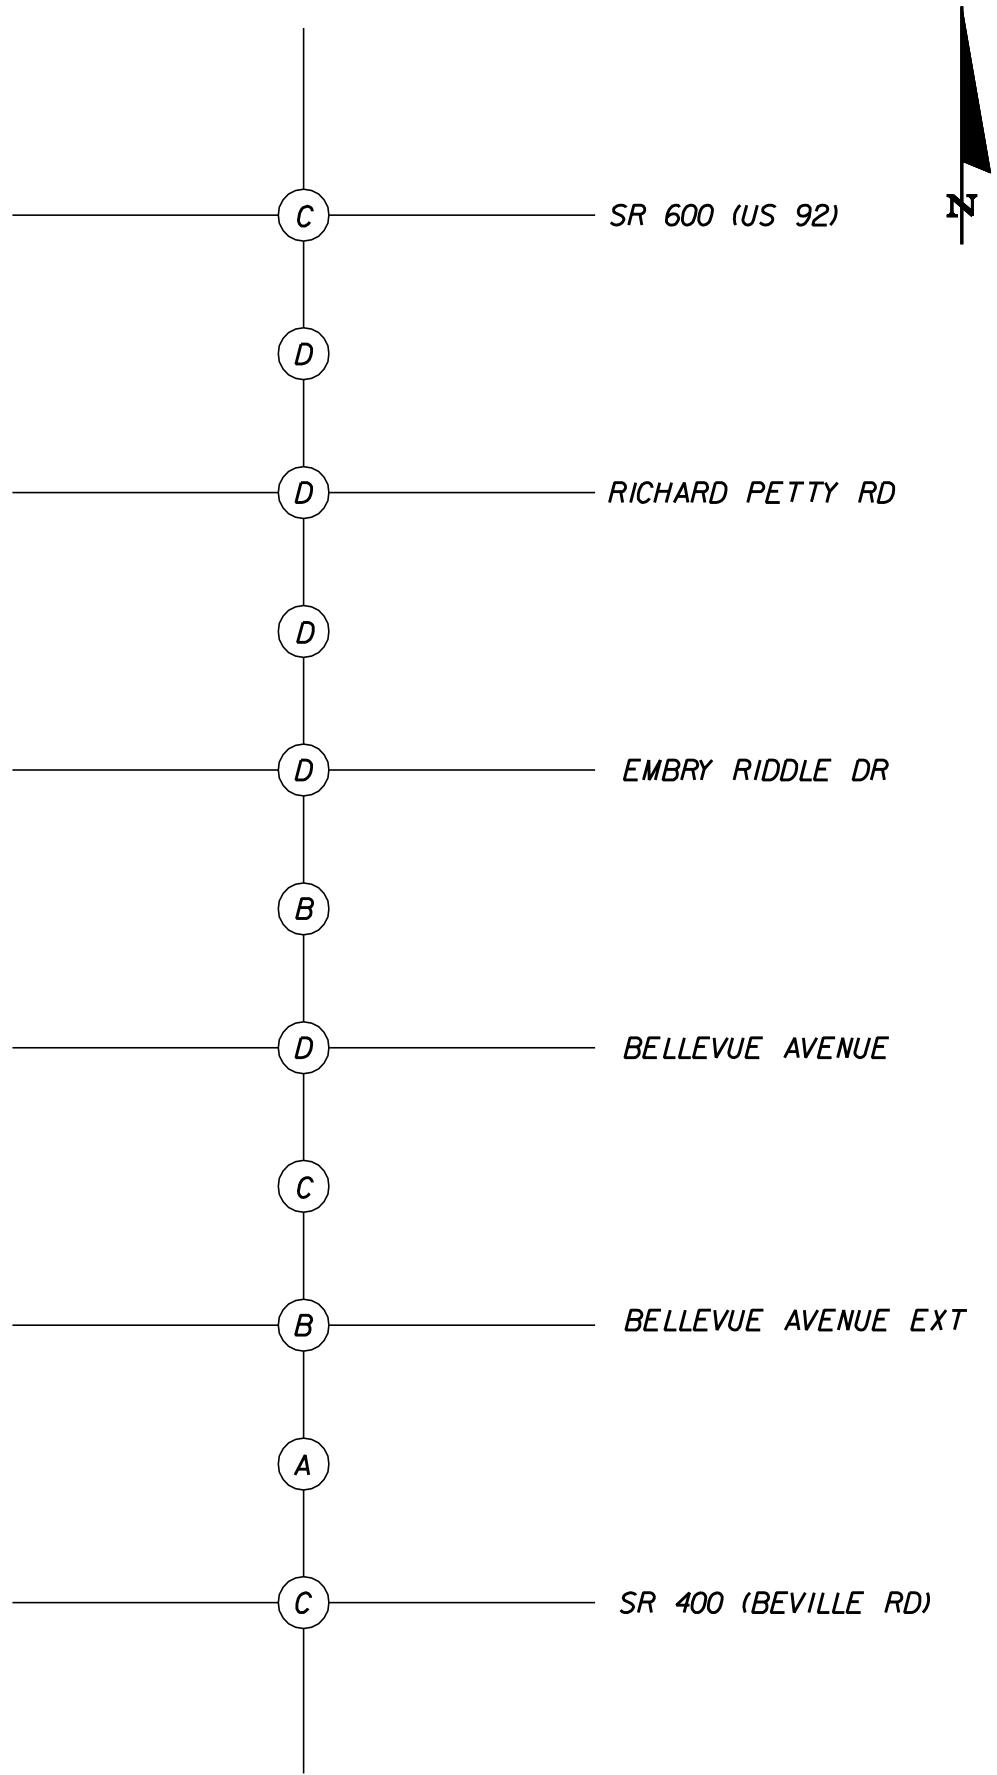 C SR 600 (US 92)
N
D
D RICHARD PETTY RD
D
D EMBRY RIDDLE DR
B
D BELLEVUE AVENUE
C
B BELLEVUE AVENUE EXT
A
C SR 400 (BEVILLE RD)